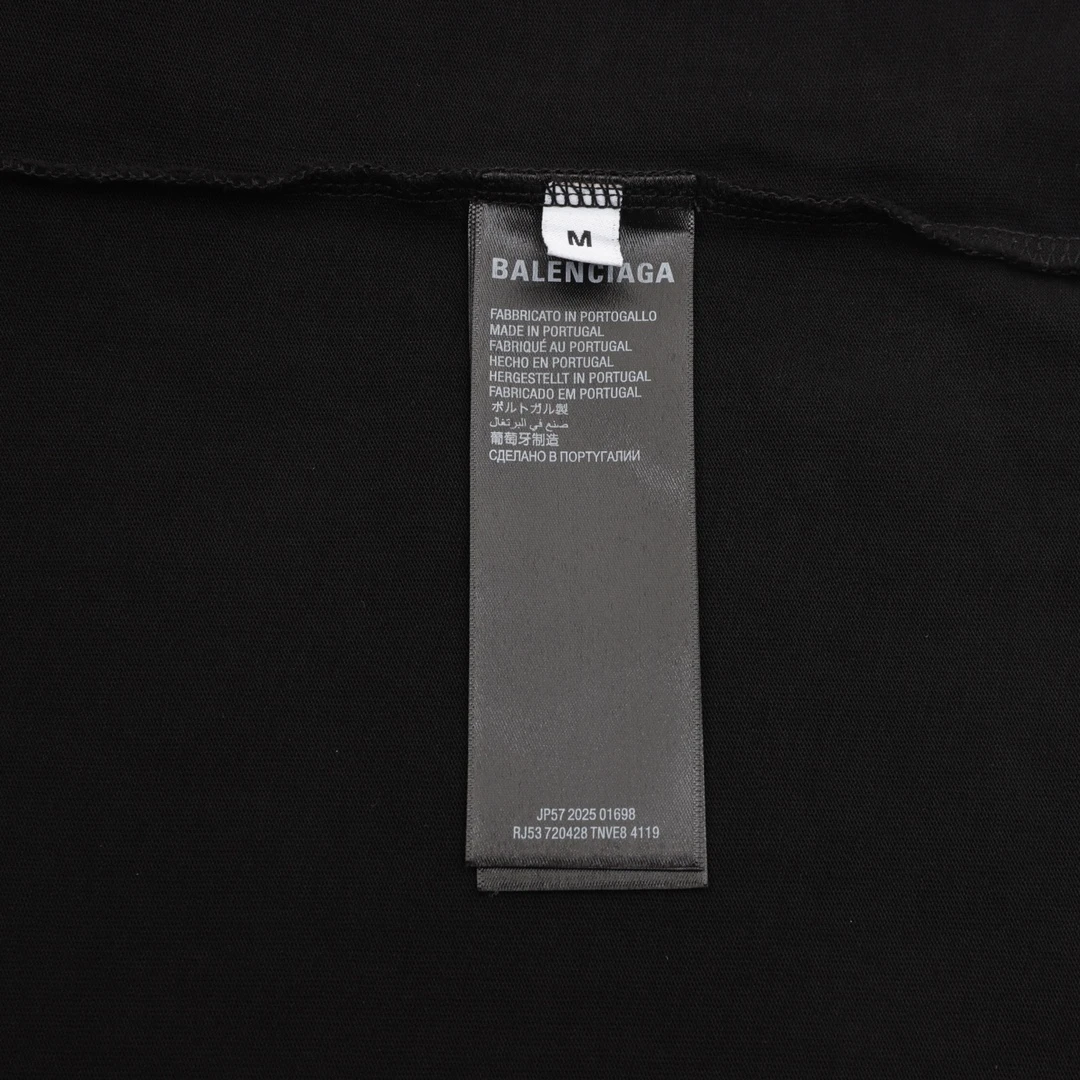 M
BALENCIAGA
FABBRICATO IN PORTOGALLO
MADE IN PORTUGAL
FABRIQUÉ AU PORTUGAL
HECHO EN PORTUGAL
HERGESTELLT IN PORTUGAL
FABRICADO EM PORTUGAL
ポルトガル製
صنع في البرتغال
葡萄牙制造
СДЕЛАНО В ПОРТУГАЛИИ
JP57 2025 01698
RJ53 720428 TNVE8 4119